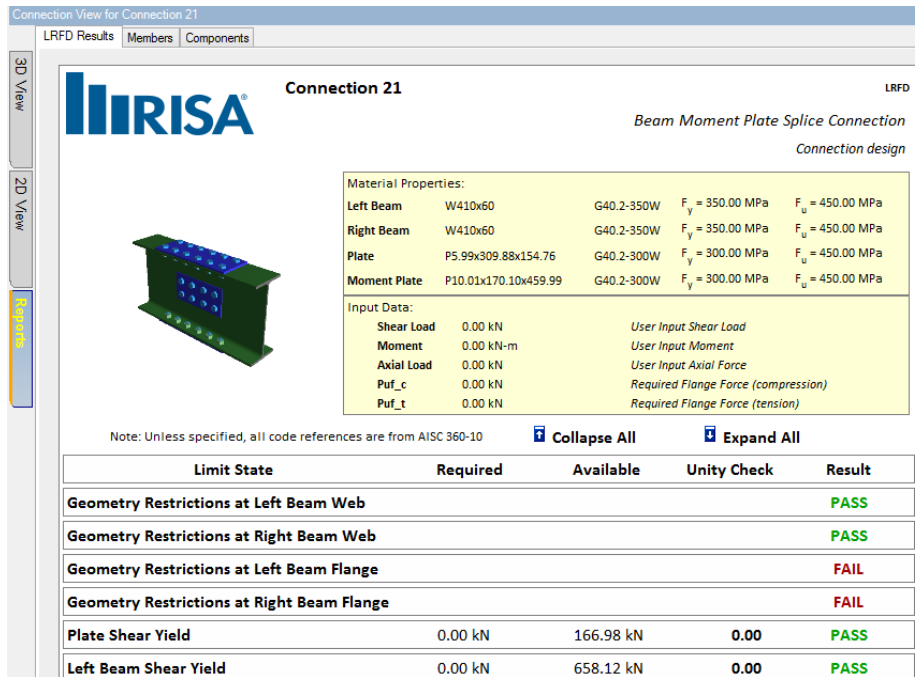 Connection View for Connection 21
LRFD Results Members Components
3D View
2D View
Reports
RISA®
Connection 21
LRFD
Beam Moment Plate Splice Connection
Connection design
Material Properties:
Left Beam W410x60 G40.2-350W Fy = 350.00 MPa Fu = 450.00 MPa
Right Beam W410x60 G40.2-350W Fy = 350.00 MPa Fu = 450.00 MPa
Plate P5.99x309.88x154.76 G40.2-300W Fy = 300.00 MPa Fu = 450.00 MPa
Moment Plate P10.01x170.10x459.99 G40.2-300W Fy = 300.00 MPa Fu = 450.00 MPa
Input Data:
Shear Load 0.00 kN User Input Shear Load
Moment 0.00 kN-m User Input Moment
Axial Load 0.00 kN User Input Axial Force
Puf_c 0.00 kN Required Flange Force (compression)
Puf_t 0.00 kN Required Flange Force (tension)
Note: Unless specified, all code references are from AISC 360-10 Collapse All Expand All
Limit State Required Available Unity Check Result
Geometry Restrictions at Left Beam Web PASS
Geometry Restrictions at Right Beam Web PASS
Geometry Restrictions at Left Beam Flange FAIL
Geometry Restrictions at Right Beam Flange FAIL
Plate Shear Yield 0.00 kN 166.98 kN 0.00 PASS
Left Beam Shear Yield 0.00 kN 658.12 kN 0.00 PASS